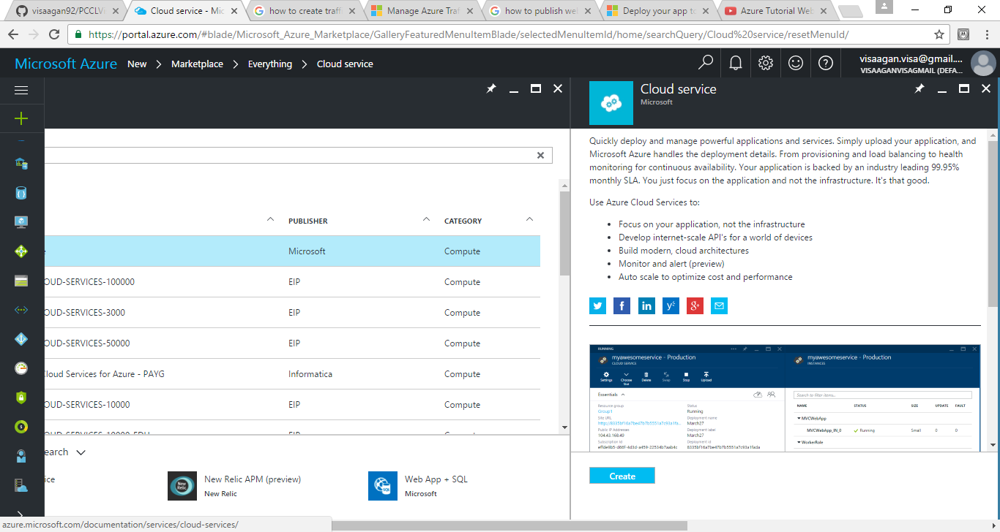 visaagan92/PCCLV
Cloud service - Mic
how to create traff
Manage Azure Traf
how to publish web
Deploy your app to
Azure Tutorial Web
https://portal.azure.com/#blade/Microsoft_Azure_Marketplace/GalleryFeaturedMenuItemBlade/selectedMenuItemId/home/searchQuery/Cloud%20service/resetMenuId/
Microsoft Azure New > Marketplace > Everything > Cloud service
visaagan.visa@gmail....
VISAAGANVISAGMAIL (DEFA...
Cloud service
Microsoft
Quickly deploy and manage powerful applications and services. Simply upload your application, and
Microsoft Azure handles the deployment details. From provisioning and load balancing to health
monitoring for continuous availability. Your application is backed by an industry leading 99.95%
monthly SLA. You just focus on the application and not the infrastructure. It's that good.
Use Azure Cloud Services to:
• Focus on your application, not the infrastructure
• Develop internet-scale API's for a world of devices
• Build modern, cloud architectures
• Monitor and alert (preview)
• Auto scale to optimize cost and performance
PUBLISHER CATEGORY
e Microsoft Compute
OUD-SERVICES-100000 EIP Compute
OUD-SERVICES-3000 EIP Compute
OUD-SERVICES-50000 EIP Compute
Cloud Services for Azure - PAYG Informatica Compute
OUD-SERVICES-10000 EIP Compute
OUD-SERVICES-10000-EDU EIP Compute
earch
ice
New Relic APM (preview)
New Relic
Web App + SQL
Microsoft
RUNNING
myawesomeservice - Production
CLOUD SERVICE
Settings Choose Slot Delete Swap Stop Upload
Essentials
Resource group
Group1
Site URL
Public IP Addresses
104.43.168.49
Subscription Id
Status
Running
Deployment name
March27
Deployment label
March27
Deployment id
myawesomeservice - Production
INSTANCES
Search to filter items...
NAME STATUS SIZE UPDATE FAULT
MVCWebApp
MVCWebApp_IN_0 Running Small 0 0
WorkerRole
Create
azure.microsoft.com/documentation/services/cloud-services/